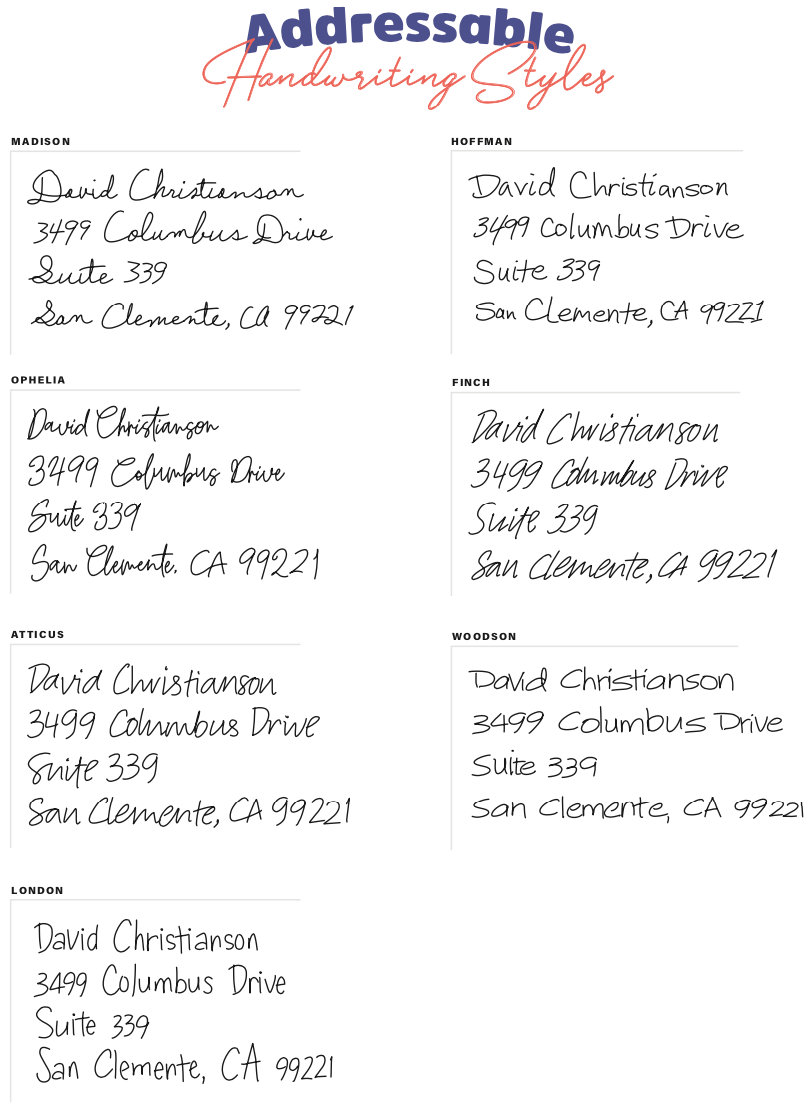 Addressable
Handwriting Styles
MADISON
David Christianson
3499 Columbus Drive
Suite 339
San Clemente, CA 99221
HOFFMAN
David Christianson
3499 Columbus Drive
Suite 339
San Clemente, CA 99221
OPHELIA
David Christianson
3499 Columbus Drive
Suite 339
San Clemente. CA 99221
FINCH
David Christianson
3499 Columbus Drive
Suite 339
San Clemente, CA 99221
ATTICUS
David Christianson
3499 Columbus Drive
Suite 339
San Clemente, CA 99221
WOODSON
David Christianson
3499 Columbus Drive
Suite 339
San Clemente, CA 99221
LONDON
David Christianson
3499 Columbus Drive
Suite 339
San Clemente, CA 99221